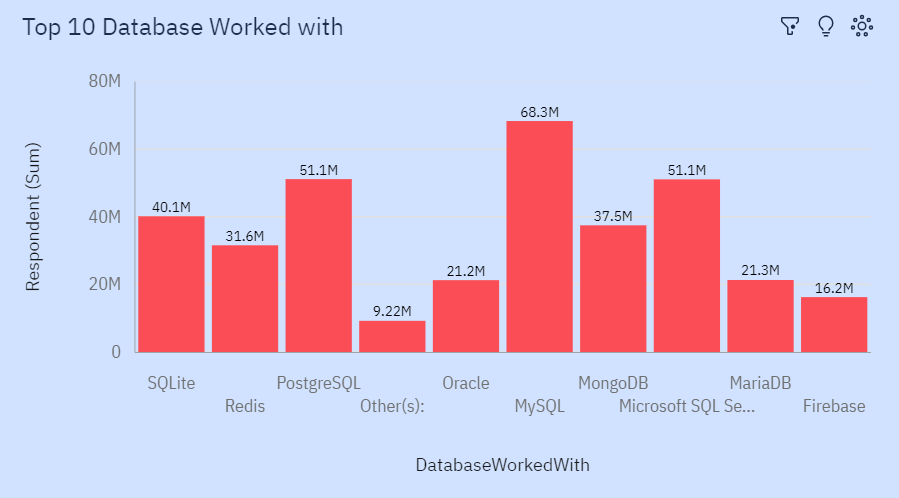 Top 10 Database Worked with
Respondent (Sum)
80M
60M
40M
20M
0
40.1M
31.6M
51.1M
9.22M
21.2M
68.3M
37.5M
51.1M
21.3M
16.2M
SQLite
Redis
PostgreSQL
Other(s):
Oracle
MySQL
MongoDB
Microsoft SQL Se...
MariaDB
Firebase
DatabaseWorkedWith